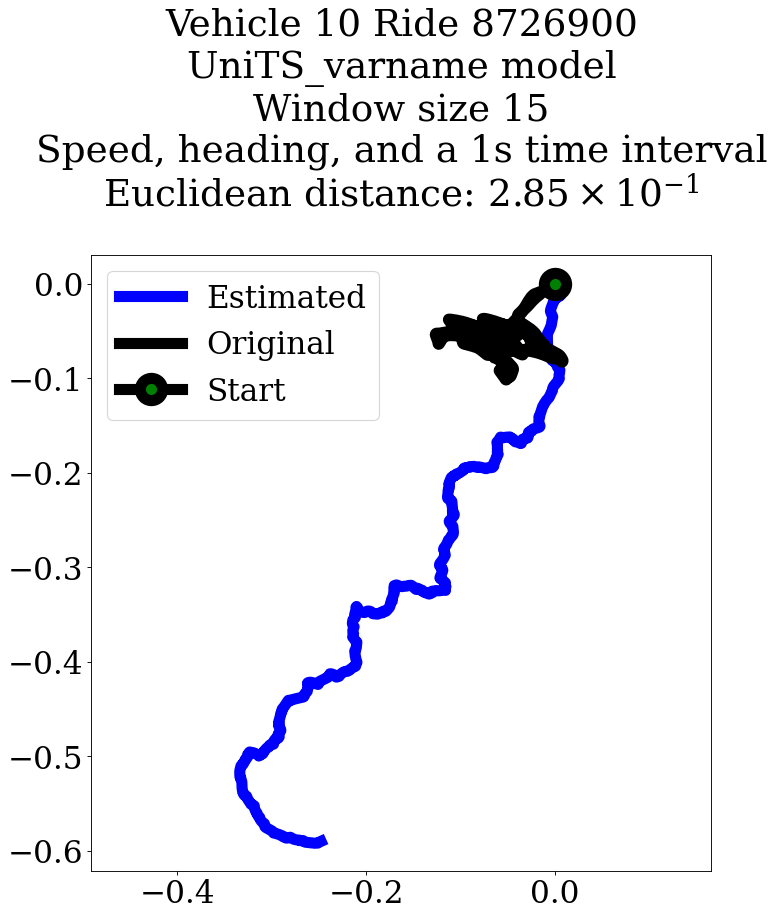 Vehicle 10 Ride 8726900
UniTS_varname model
Window size 15
Speed, heading, and a 1s time interval
Euclidean distance: 2.85 × 10⁻¹
Estimated
Original
Start
0.0
−0.1
−0.2
−0.3
−0.4
−0.5
−0.6
−0.4 −0.2 0.0